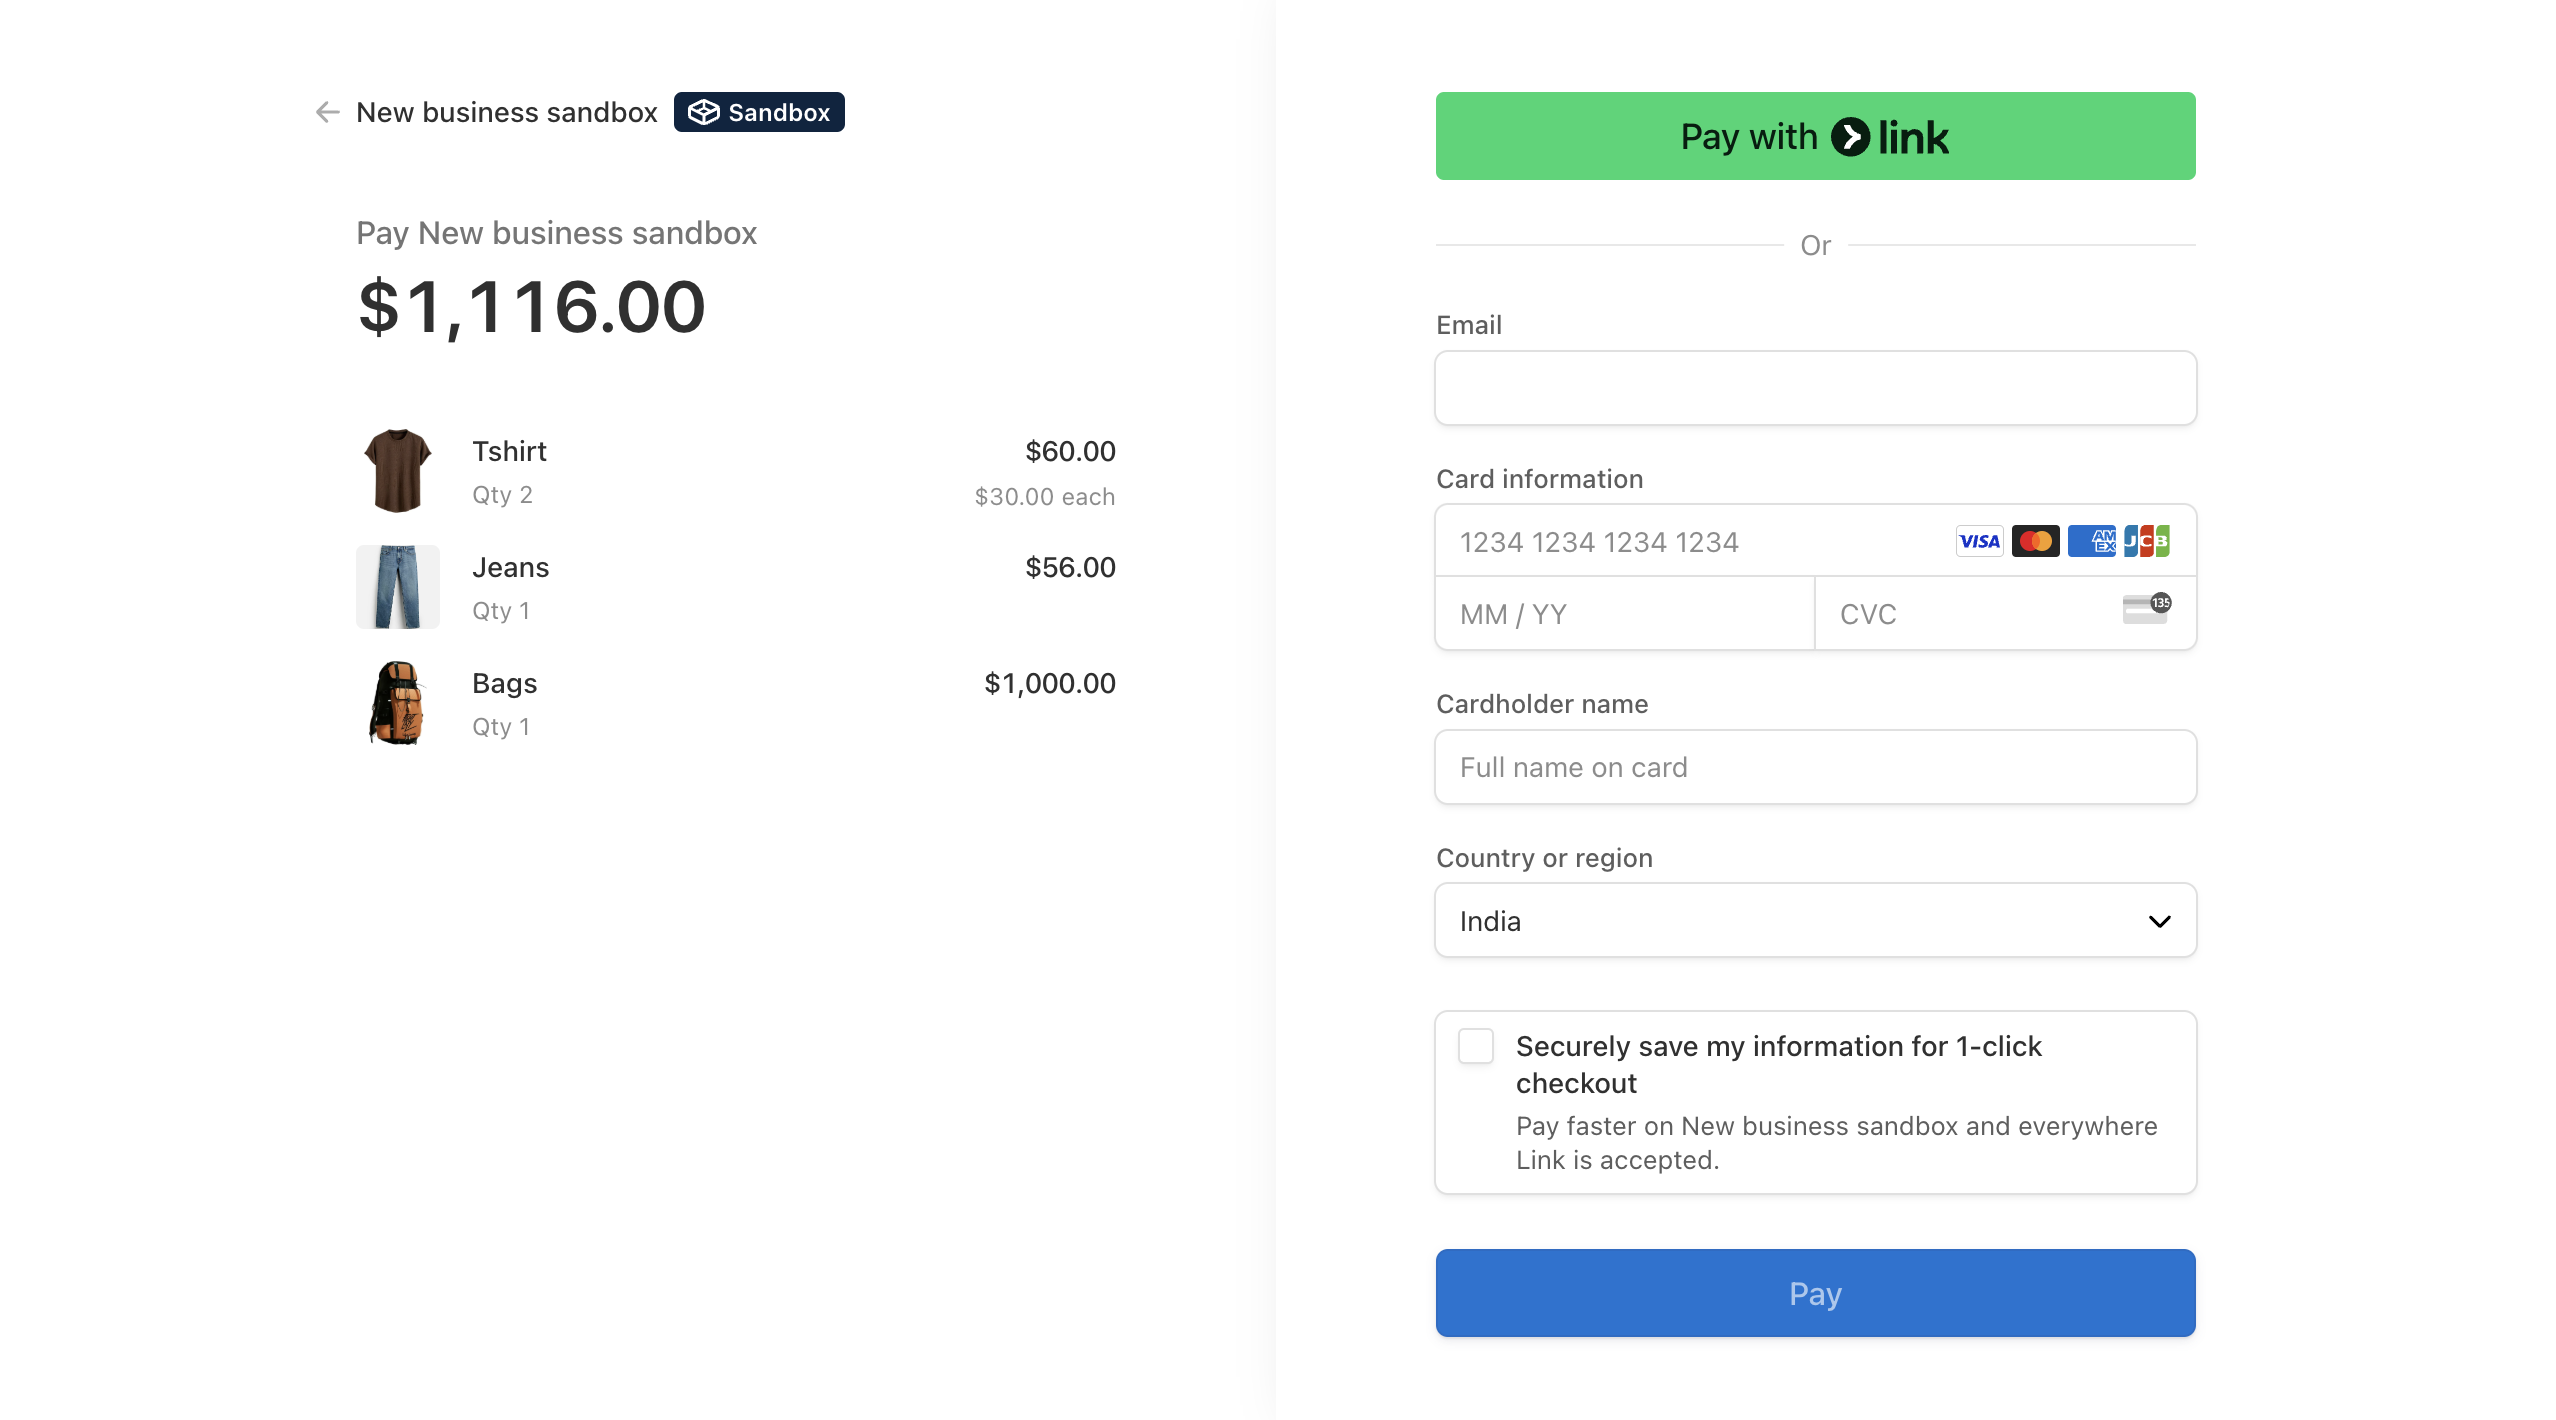 New business sandbox Sandbox
Pay New business sandbox
$1,116.00
Tshirt $60.00
Qty 2 $30.00 each
Jeans $56.00
Qty 1
Bags $1,000.00
Qty 1
Pay with link
Or
Email
Card information
1234 1234 1234 1234 VISA AM EX JCB
MM / YY CVC 135
Cardholder name
Full name on card
Country or region
India
Securely save my information for 1-click
checkout
Pay faster on New business sandbox and everywhere
Link is accepted.
Pay